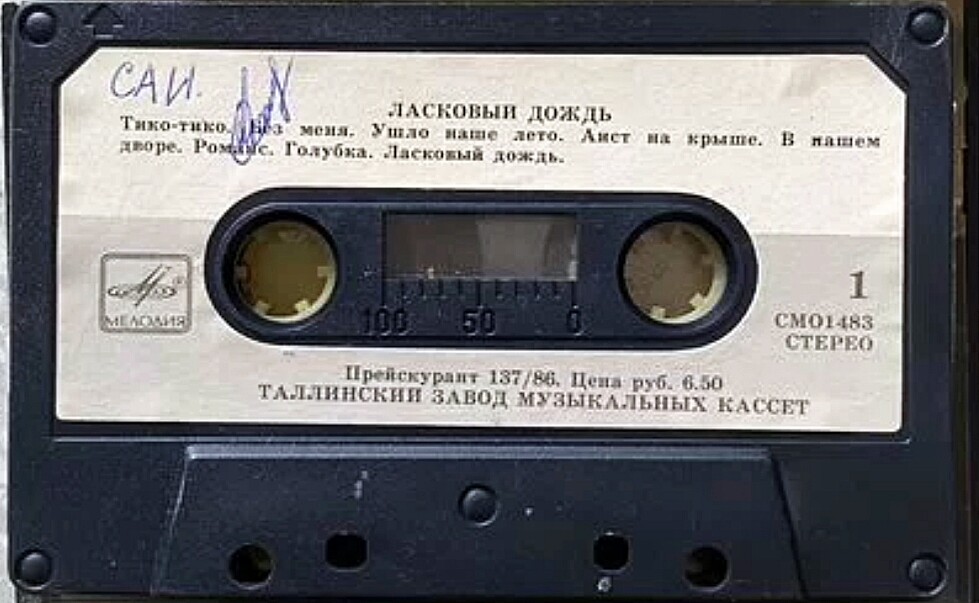 САИ.
ЛАСКОВЫЙ ДОЖДЬ
Тико-тико. Без меня. Ушло наше лето. Аист на крыше. В нашем
дворе. Романс. Голубка. Ласковый дождь.
МЕЛОДИЯ
100 50 0
1
СМ01483
СТЕРЕО
Прейскурант 137/86. Цена руб. 6.50
ТАЛЛИНСКИЙ ЗАВОД МУЗЫКАЛЬНЫХ КАССЕТ